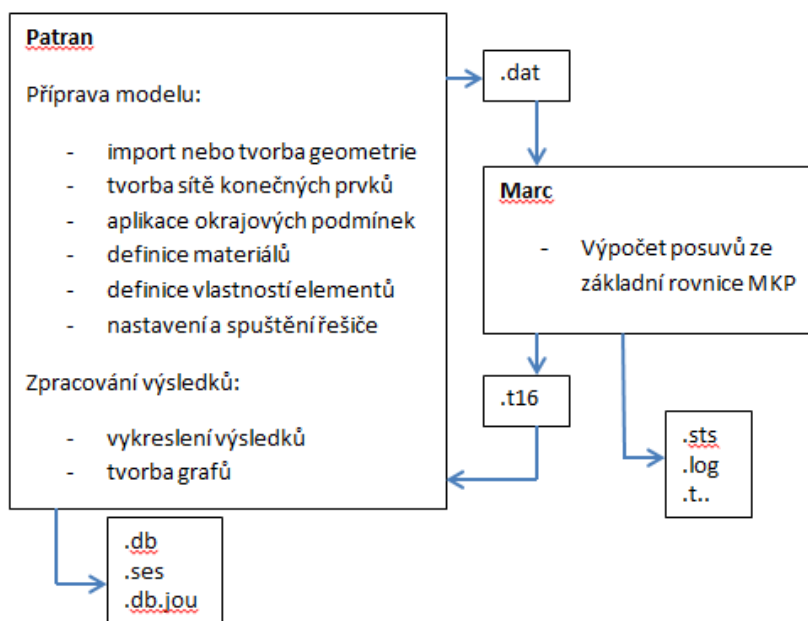 Patran
Příprava modelu:
- import nebo tvorba geometrie
- tvorba sítě konečných prvků
- aplikace okrajových podmínek
- definice materiálů
- definice vlastností elementů
- nastavení a spuštění řešiče
Zpracování výsledků:
- vykreslení výsledků
- tvorba grafů
.dat
Marc
- Výpočet posuvů ze
základní rovnice MKP
.t16
.sts
.log
.t..
.db
.ses
.db.jou